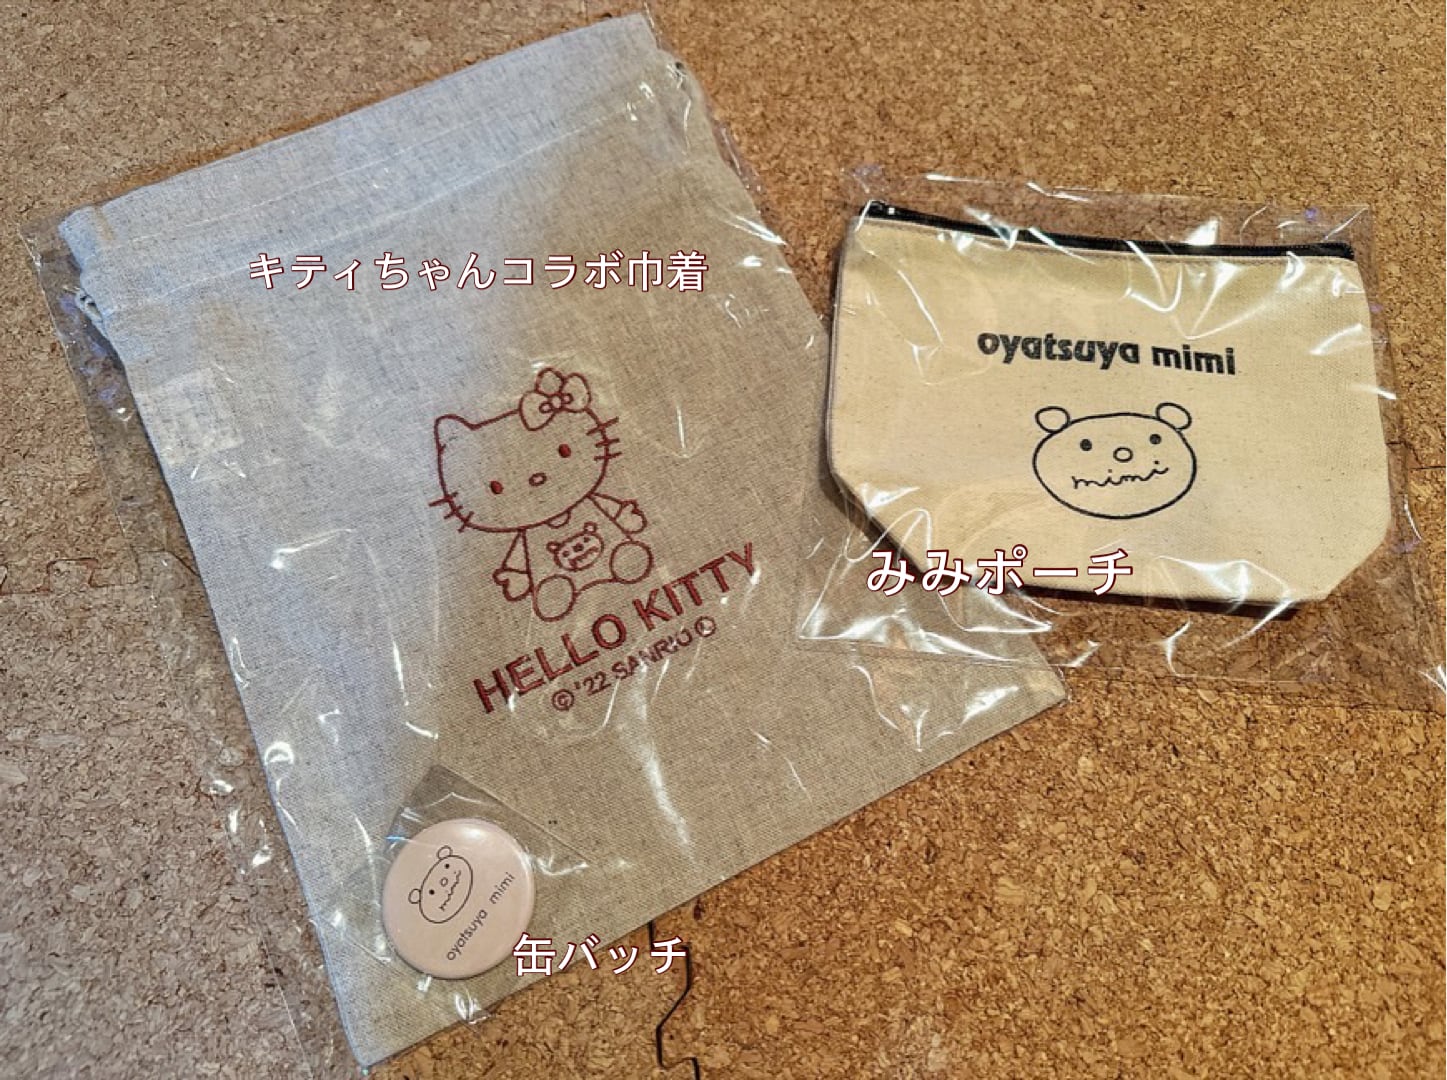 キティちゃんコラボ巾着
oyatsuya mimi
mimi
みみポーチ
mimi
HELLO KITTY
© '22 SANRIO Ⓛ
mimi
oyatsuya mimi
缶バッチ